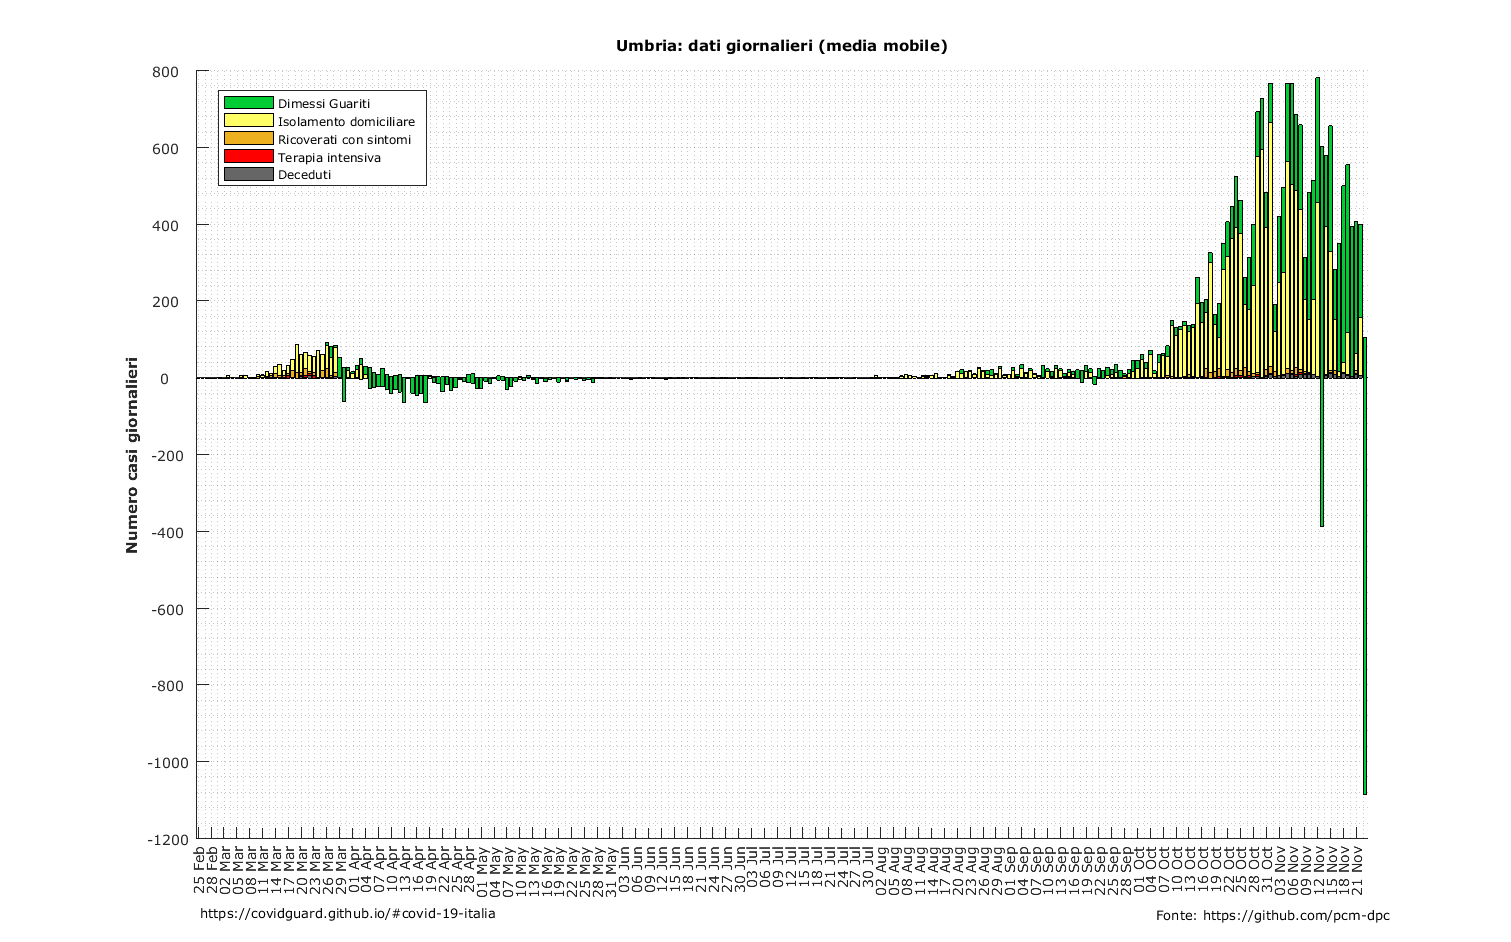 Umbria: dati giornalieri (media mobile)
Numero casi giornalieri
800
600
400
200
0
-200
-400
-600
-800
-1000
-1200
Dimessi Guariti
Isolamento domiciliare
Ricoverati con sintomi
Terapia intensiva
Deceduti
25 Feb
28 Feb
02 Mar
05 Mar
08 Mar
11 Mar
14 Mar
17 Mar
20 Mar
23 Mar
26 Mar
29 Mar
01 Apr
04 Apr
07 Apr
10 Apr
13 Apr
16 Apr
19 Apr
22 Apr
25 Apr
28 Apr
01 May
04 May
07 May
10 May
13 May
16 May
19 May
22 May
25 May
28 May
31 May
03 Jun
06 Jun
09 Jun
12 Jun
15 Jun
18 Jun
21 Jun
24 Jun
27 Jun
30 Jun
03 Jul
06 Jul
09 Jul
12 Jul
15 Jul
18 Jul
21 Jul
24 Jul
27 Jul
30 Jul
02 Aug
05 Aug
08 Aug
11 Aug
14 Aug
17 Aug
20 Aug
23 Aug
26 Aug
29 Aug
01 Sep
04 Sep
07 Sep
10 Sep
13 Sep
16 Sep
19 Sep
22 Sep
25 Sep
28 Sep
01 Oct
04 Oct
07 Oct
10 Oct
13 Oct
16 Oct
19 Oct
22 Oct
25 Oct
28 Oct
31 Oct
03 Nov
06 Nov
09 Nov
12 Nov
15 Nov
18 Nov
21 Nov
https://covidguard.github.io/#covid-19-italia
Fonte: https://github.com/pcm-dpc